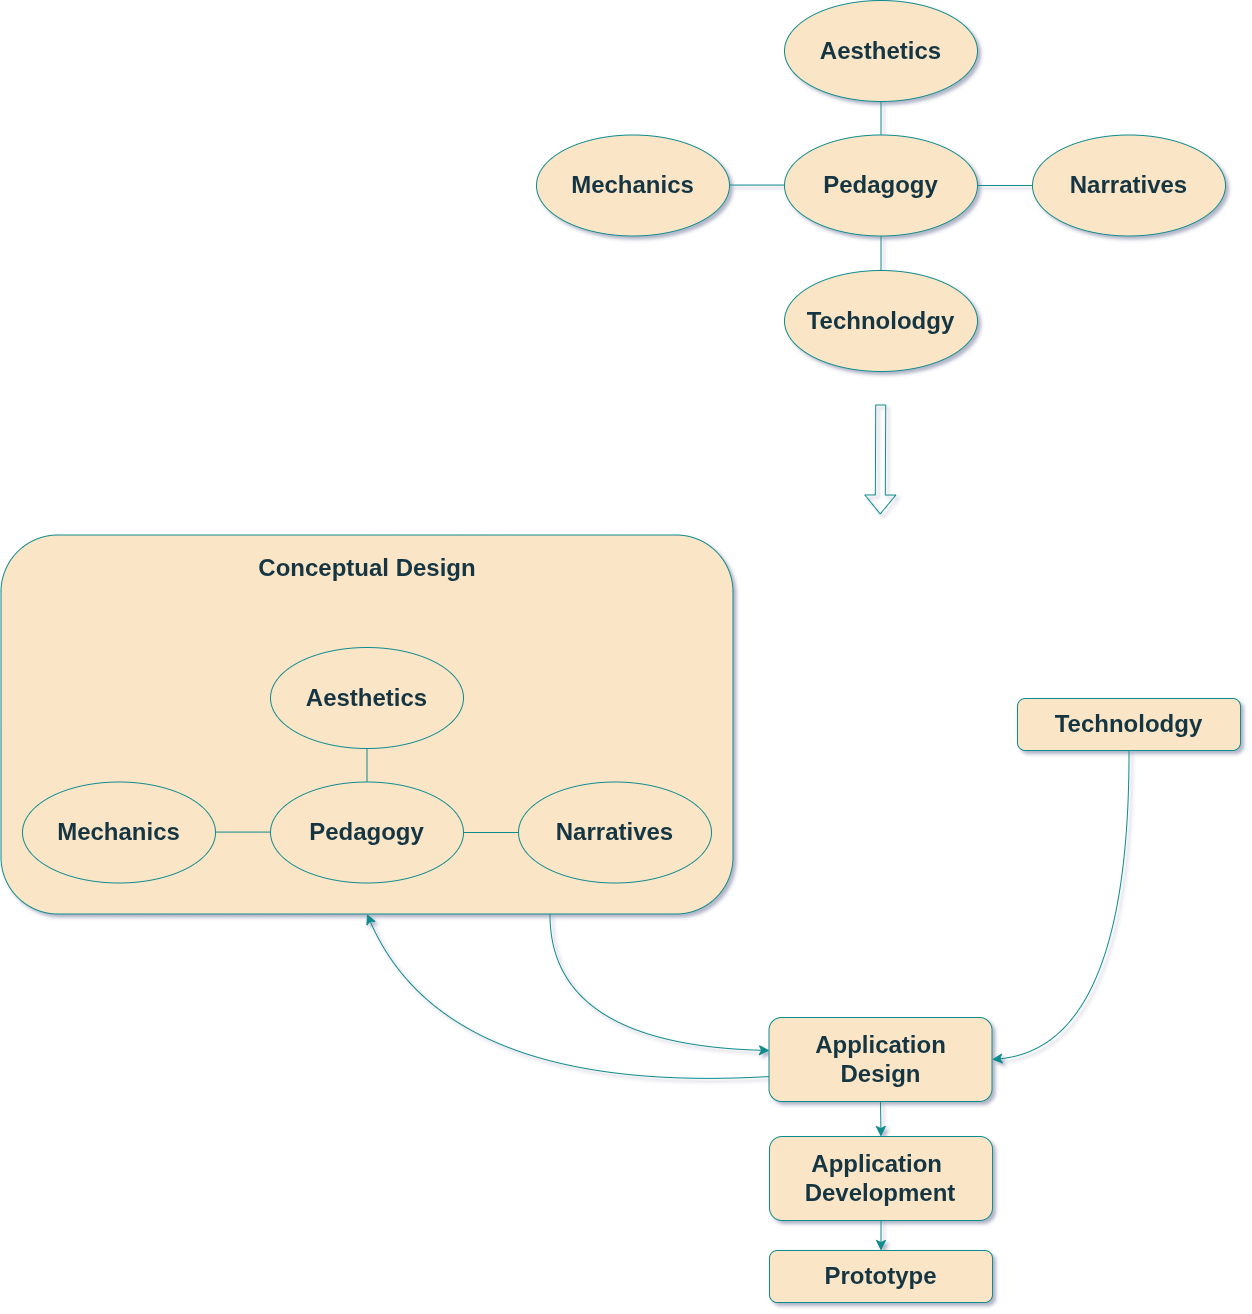 Aesthetics
Mechanics
Pedagogy
Narratives
Technolodgy
Conceptual Design
Aesthetics
Mechanics
Pedagogy
Narratives
Technolodgy
Application
Design
Application
Development
Prototype